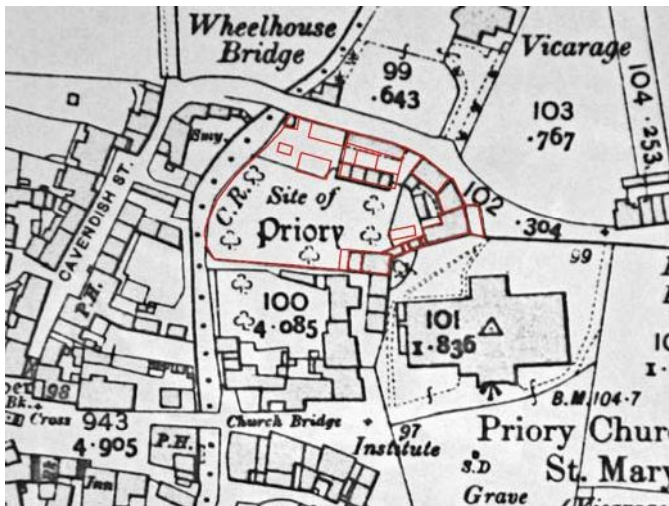 Wheelhouse
Bridge
99
.643
Vicarage
103
.767
104 .253
Smy.
CAVENDISH ST.
C.R.
Site of
Priory
102
.304
99
P.H.
100
4.085
101
1.836
B.M.104.7
98
Bk.
Cross
943
4.905
P.H.
Church Bridge
97
Institute
Priory Chur
St. Mary
S.D
Grave
Inn